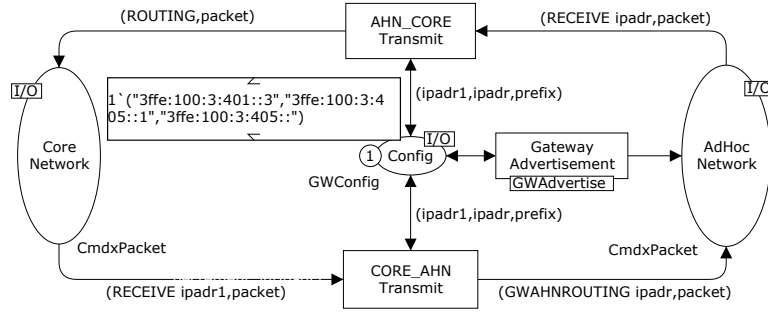 (ROUTING,packet)
AHN_CORE
Transmit
(RECEIVE ipadr,packet)
I/O
1`("3ffe:100:3:401::3","3ffe:100:3:4
05::1","3ffe:100:3:405::")
(ipadr1,ipadr,prefix)
I/O
Core
Network
1
Config
I/O
GWConfig
Gateway
Advertisement
GWAdvertise
AdHoc
Network
(ipadr1,ipadr,prefix)
CmdxPacket
CmdxPacket
CORE_AHN
Transmit
(RECEIVE ipadr1,packet)
(GWAHNROUTING ipadr,packet)